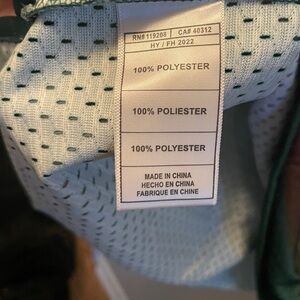 RN# 119208 CA# 40312
HY / FH 2022
100% POLYESTER
100% POLIESTER
100% POLYESTER
MADE IN CHINA
HECHO EN CHINA
FABRIQUE EN CHINE